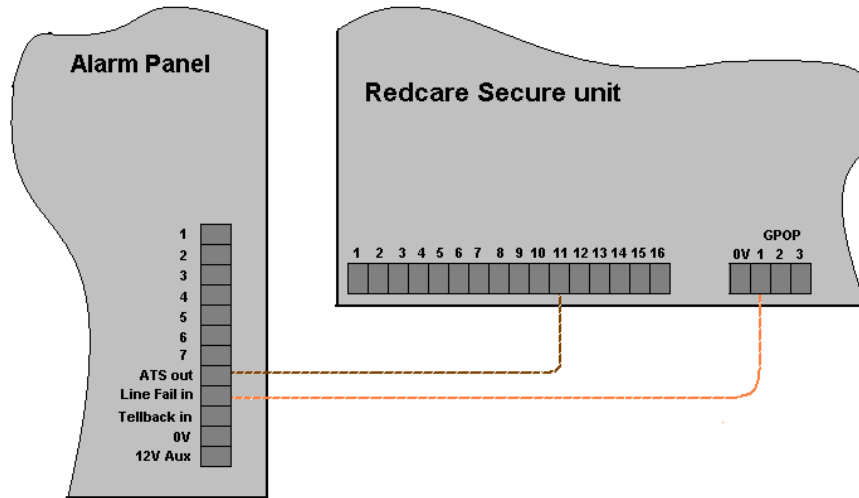 Alarm Panel
1
2
3
4
5
6
7
ATS out
Line Fail in
Tellback in
0V
12V Aux
Redcare Secure unit
1 2 3 4 5 6 7 8 9 10 11 12 13 14 15 16
GPOP
0V 1 2 3